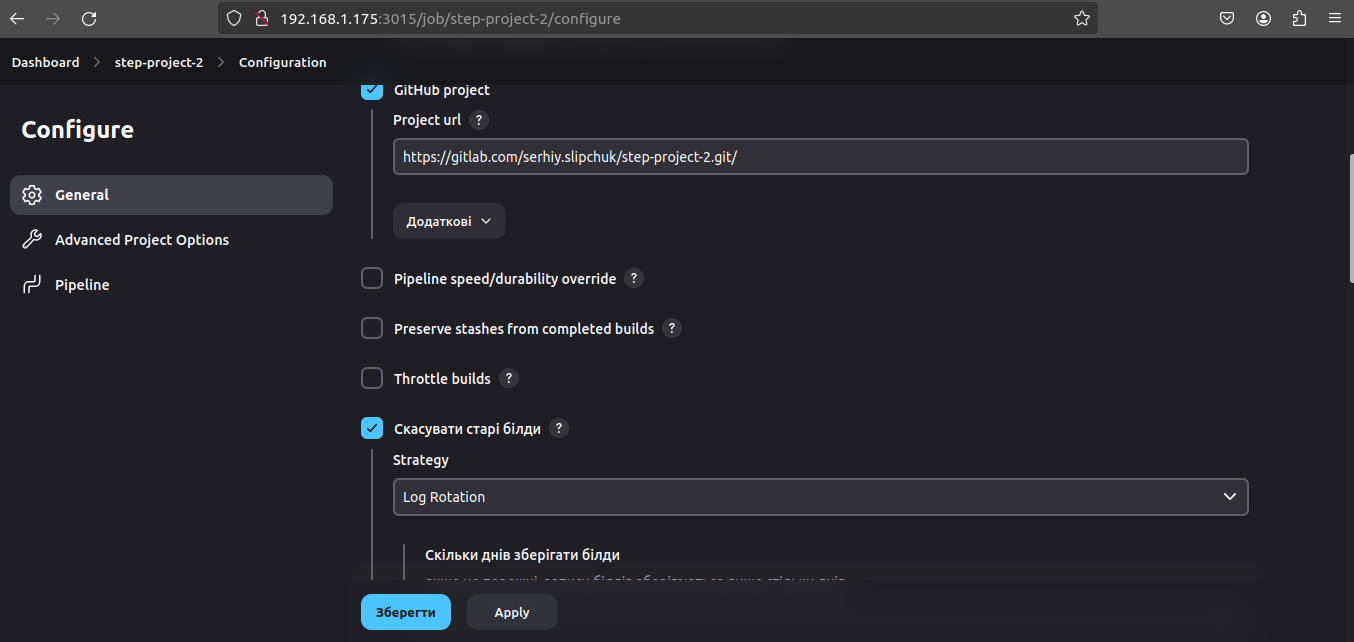 192.168.1.175:3015/job/step-project-2/configure
Dashboard > step-project-2 > Configuration
Configure
General
Advanced Project Options
Pipeline
GitHub project
Project url ?
https://gitlab.com/serhiy.slipchuk/step-project-2.git/
Додаткові
Pipeline speed/durability override ?
Preserve stashes from completed builds ?
Throttle builds ?
Скасувати старі білди ?
Strategy
Log Rotation
Скільки днів зберігати білди
Зберегти
Apply